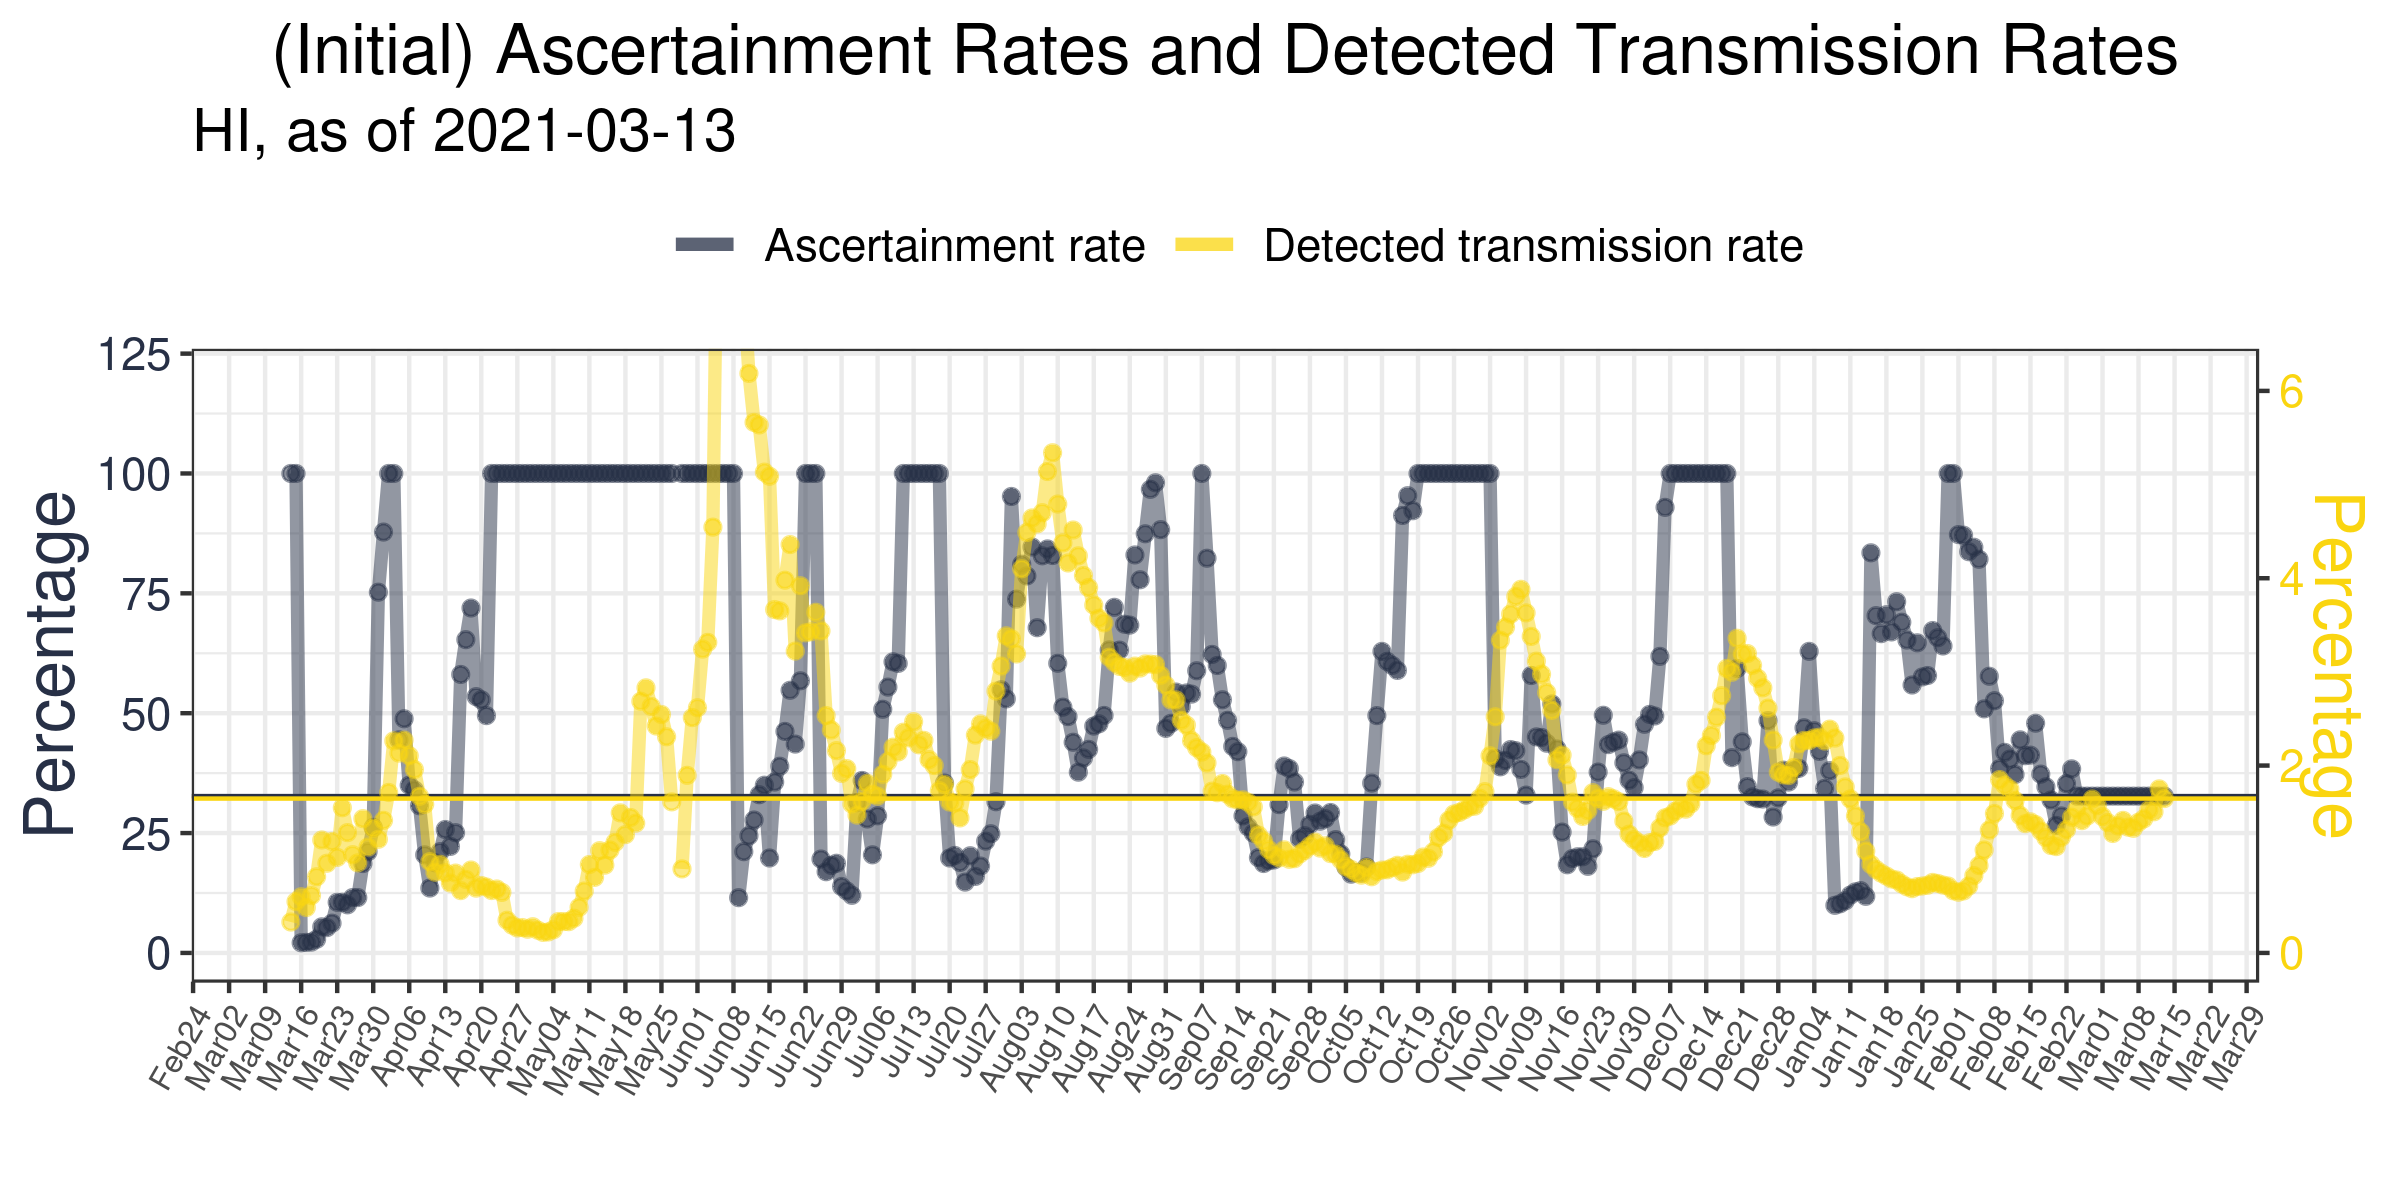 (Initial) Ascertainment Rates and Detected Transmission Rates
HI, as of 2021-03-13
Ascertainment rate
Detected transmission rate
Percentage
125
100
75
50
25
0
6
4
2
0
Percentage
Feb24
Mar02
Mar09
Mar16
Mar23
Mar30
Apr06
Apr13
Apr20
Apr27
May04
May11
May18
May25
Jun01
Jun08
Jun15
Jun22
Jun29
Jul06
Jul13
Jul20
Jul27
Aug03
Aug10
Aug17
Aug24
Aug31
Sep07
Sep14
Sep21
Sep28
Oct05
Oct12
Oct19
Oct26
Nov02
Nov09
Nov16
Nov23
Nov30
Dec07
Dec14
Dec21
Dec28
Jan04
Jan11
Jan18
Jan25
Feb01
Feb08
Feb15
Feb22
Mar01
Mar08
Mar15
Mar22
Mar29